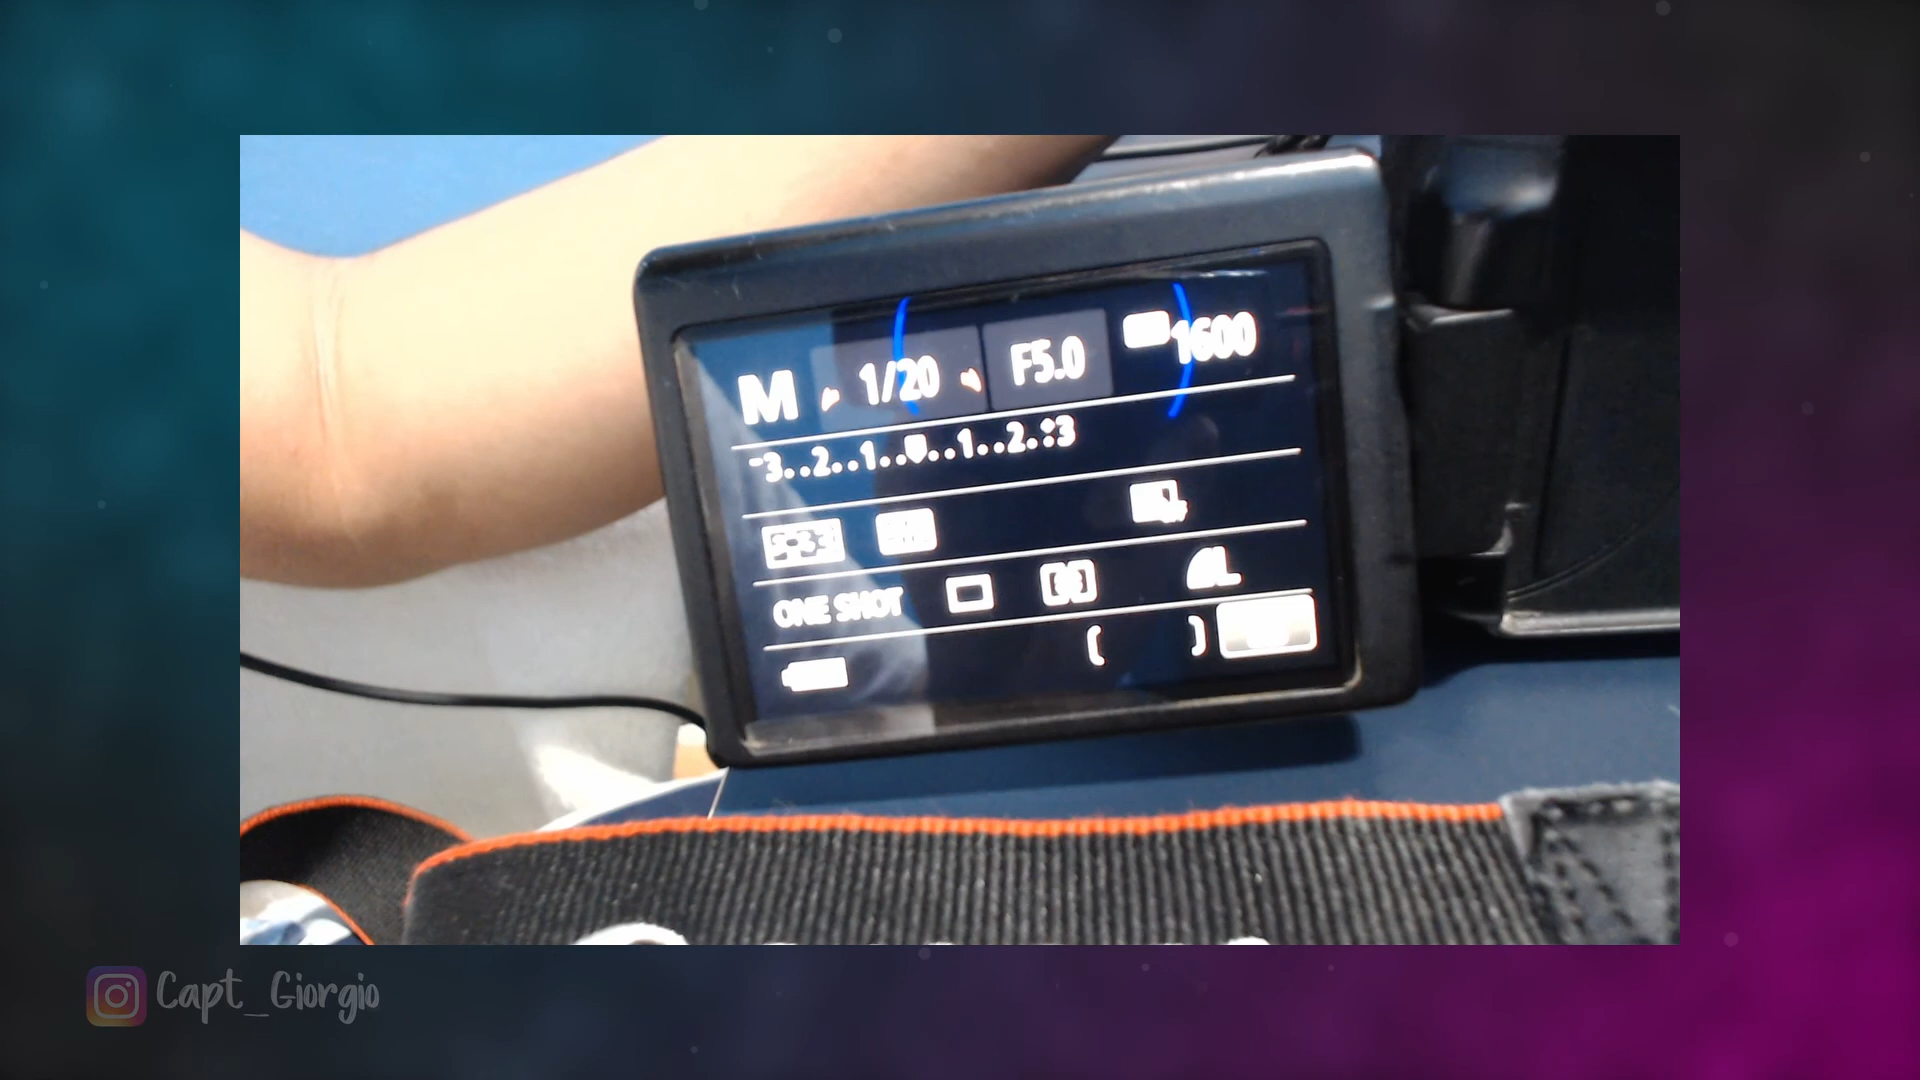 M 1/20 F5.0 1600
-3..2..1....1..2..+3
ONE SHOT
L
[ ]
Capt_Giorgio